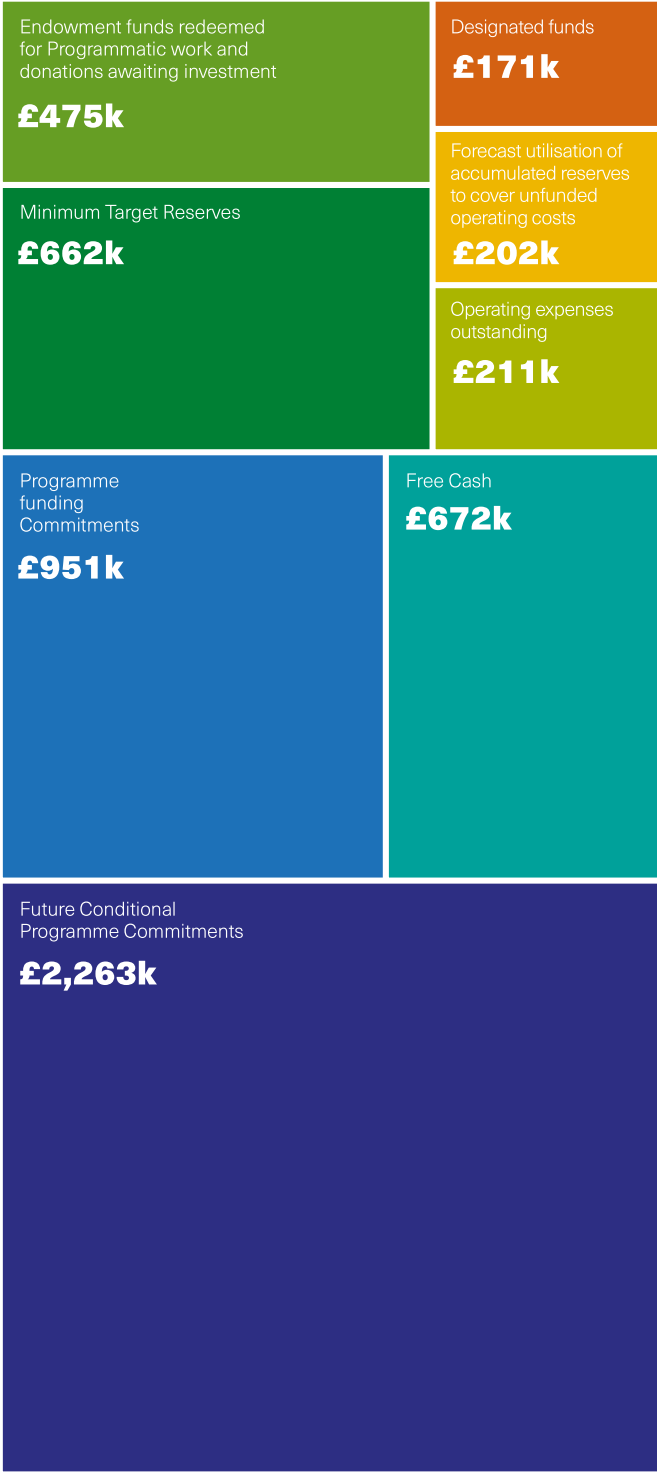 Endowment funds redeemed
for Programmatic work and
donations awaiting investment
£475k
Designated funds
£171k
Forecast utilisation of
accumulated reserves
to cover unfunded
operating costs
£202k
Minimum Target Reserves
£662k
Operating expenses
outstanding
£211k
Programme
funding
Commitments
£951k
Free Cash
£672k
Future Conditional
Programme Commitments
£2,263k